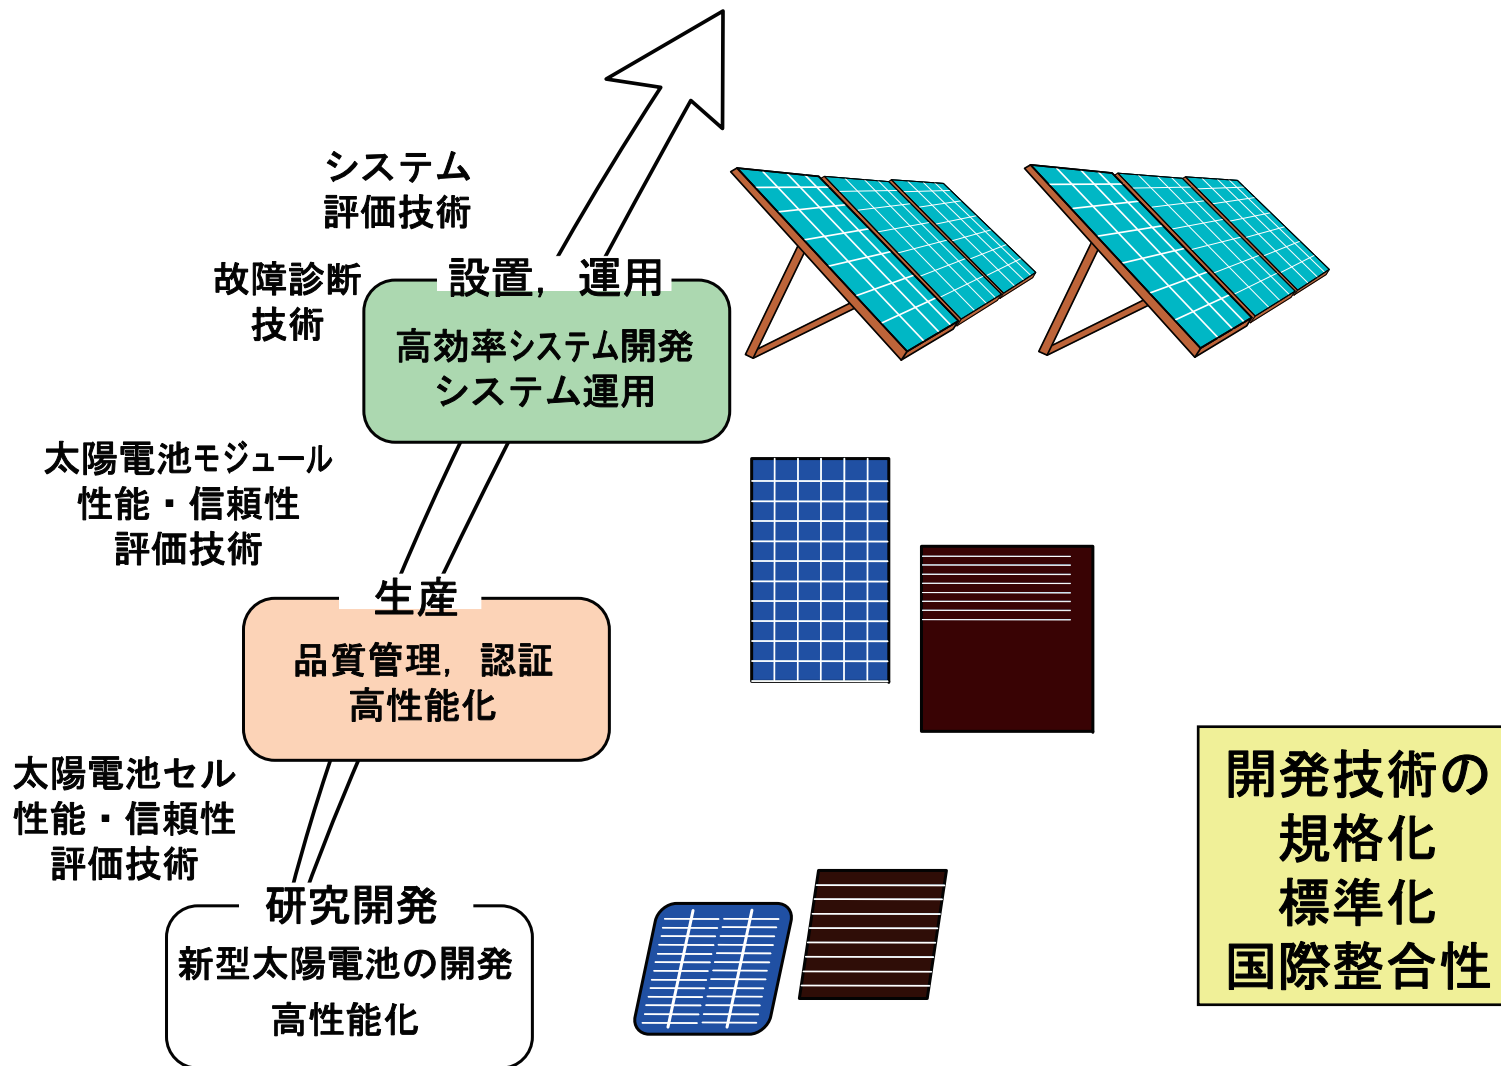 システム
評価技術
故障診断
技術
設置，運用
高効率システム開発
システム運用
太陽電池モジュール
性能・信頼性
評価技術
生産
品質管理，認証
高性能化
太陽電池セル
性能・信頼性
評価技術
研究開発
新型太陽電池の開発
高性能化
開発技術の
規格化
標準化
国際整合性